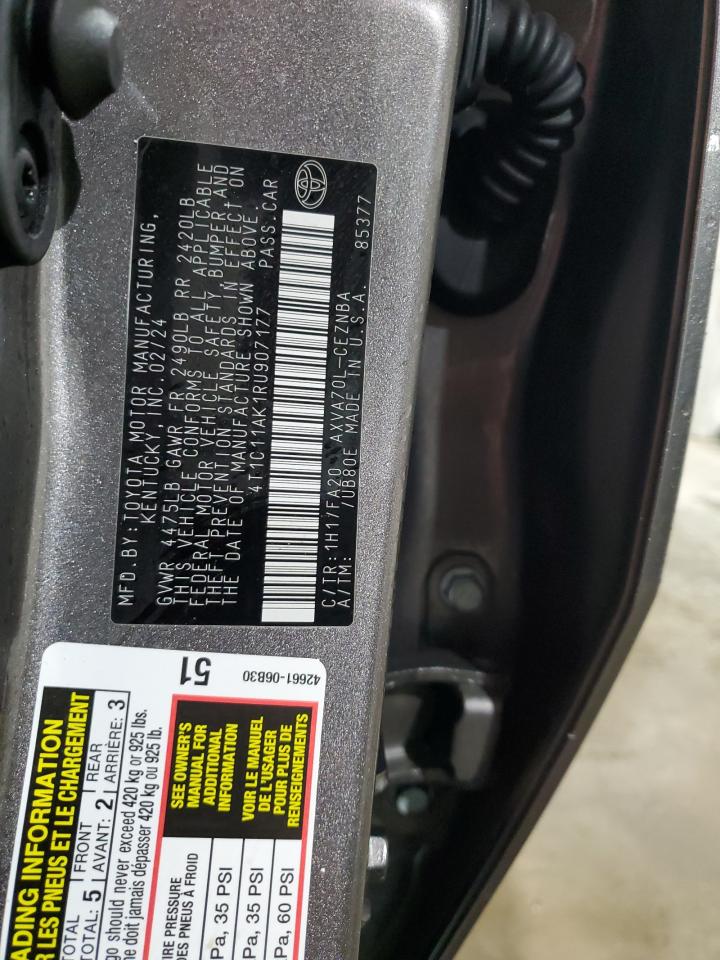 MFD.BY:TOYOTA MOTOR MANUFACTURING,
KENTUCKY, INC. 02/24
GVWR 4475LB GAWR FR 2490LB RR 2420LB
THIS VEHICLE CONFORMS TO ALL APPLICABLE
FEDERAL MOTOR VEHICLE SAFETY, BUMPER, AND
THEFT PREVENTION STANDARDS IN EFFECT ON
THE DATE OF MANUFACTURE SHOWN ABOVE.
4T1C11AK1RU907177 PASS.CAR
C/TR:1H17/FA20 AXVA70L-CEZNBA
A/TM: /UB80E MADE IN U.S.A. 85377
ADING INFORMATION
R LES PNEUS ET LE CHARGEMENT
TOTAL 5 FRONT 2 REAR 3
TOTAL: AVANT: ARRIÈRE:
go should never exceed 420 kg or 925 lbs.
ne doit jamais dépasser 420 kg ou 925 lb.
IRE PRESSURE
DES PNEUS À FROID
Pa, 35 PSI
Pa, 35 PSI
Pa, 60 PSI
SEE OWNER'S
MANUAL FOR
ADDITIONAL
INFORMATION
VOIR LE MANUEL
DE L'USAGER
POUR PLUS DE
RENSEIGNEMENTS
51
42661-06B30